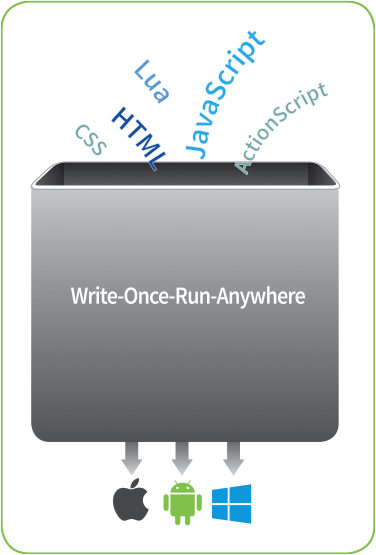 Lua
JavaScript
ActionScript
CSS
HTML
Write-Once-Run-Anywhere